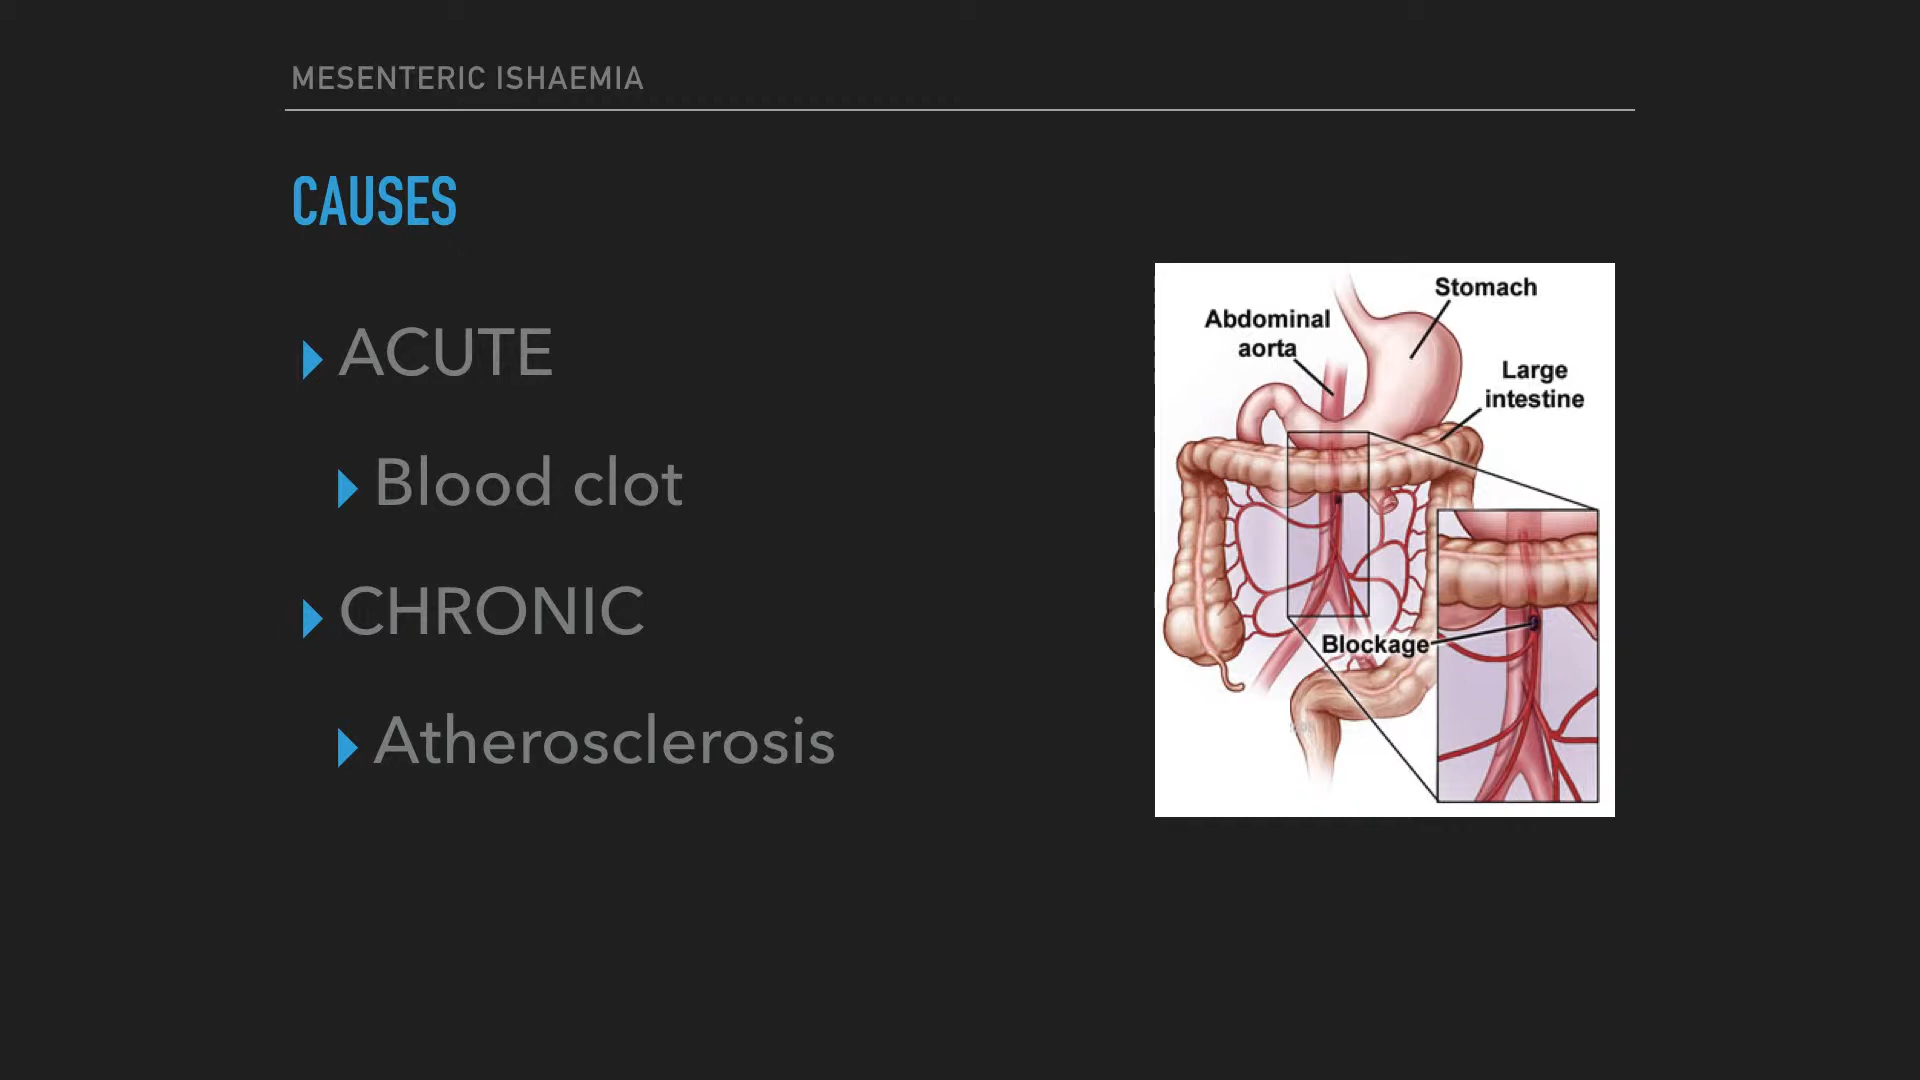 MESENTERIC ISHAEMIA
CAUSES
ACUTE
Blood clot
CHRONIC
Atherosclerosis
Stomach
Abdominal
aorta
Large
intestine
Blockage